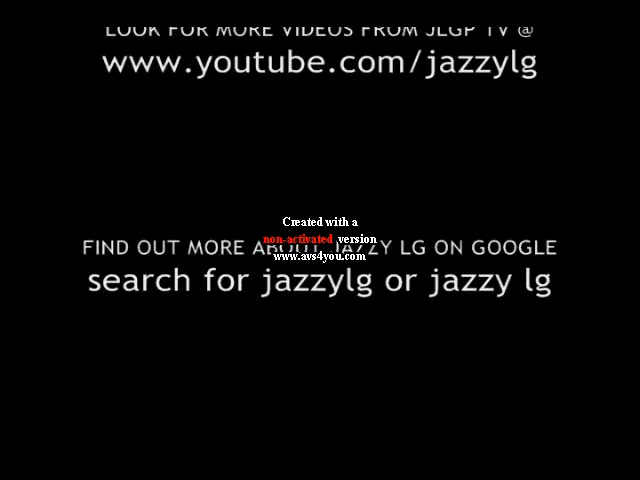 LOOK FOR MORE VIDEOS FROM JLGP TV @
www.youtube.com/jazzylg
Created with a
non-activated version
FIND OUT MORE ABOUT JAZZY LG ON GOOGLE
www.avs4you.com
search for jazzylg or jazzy lg